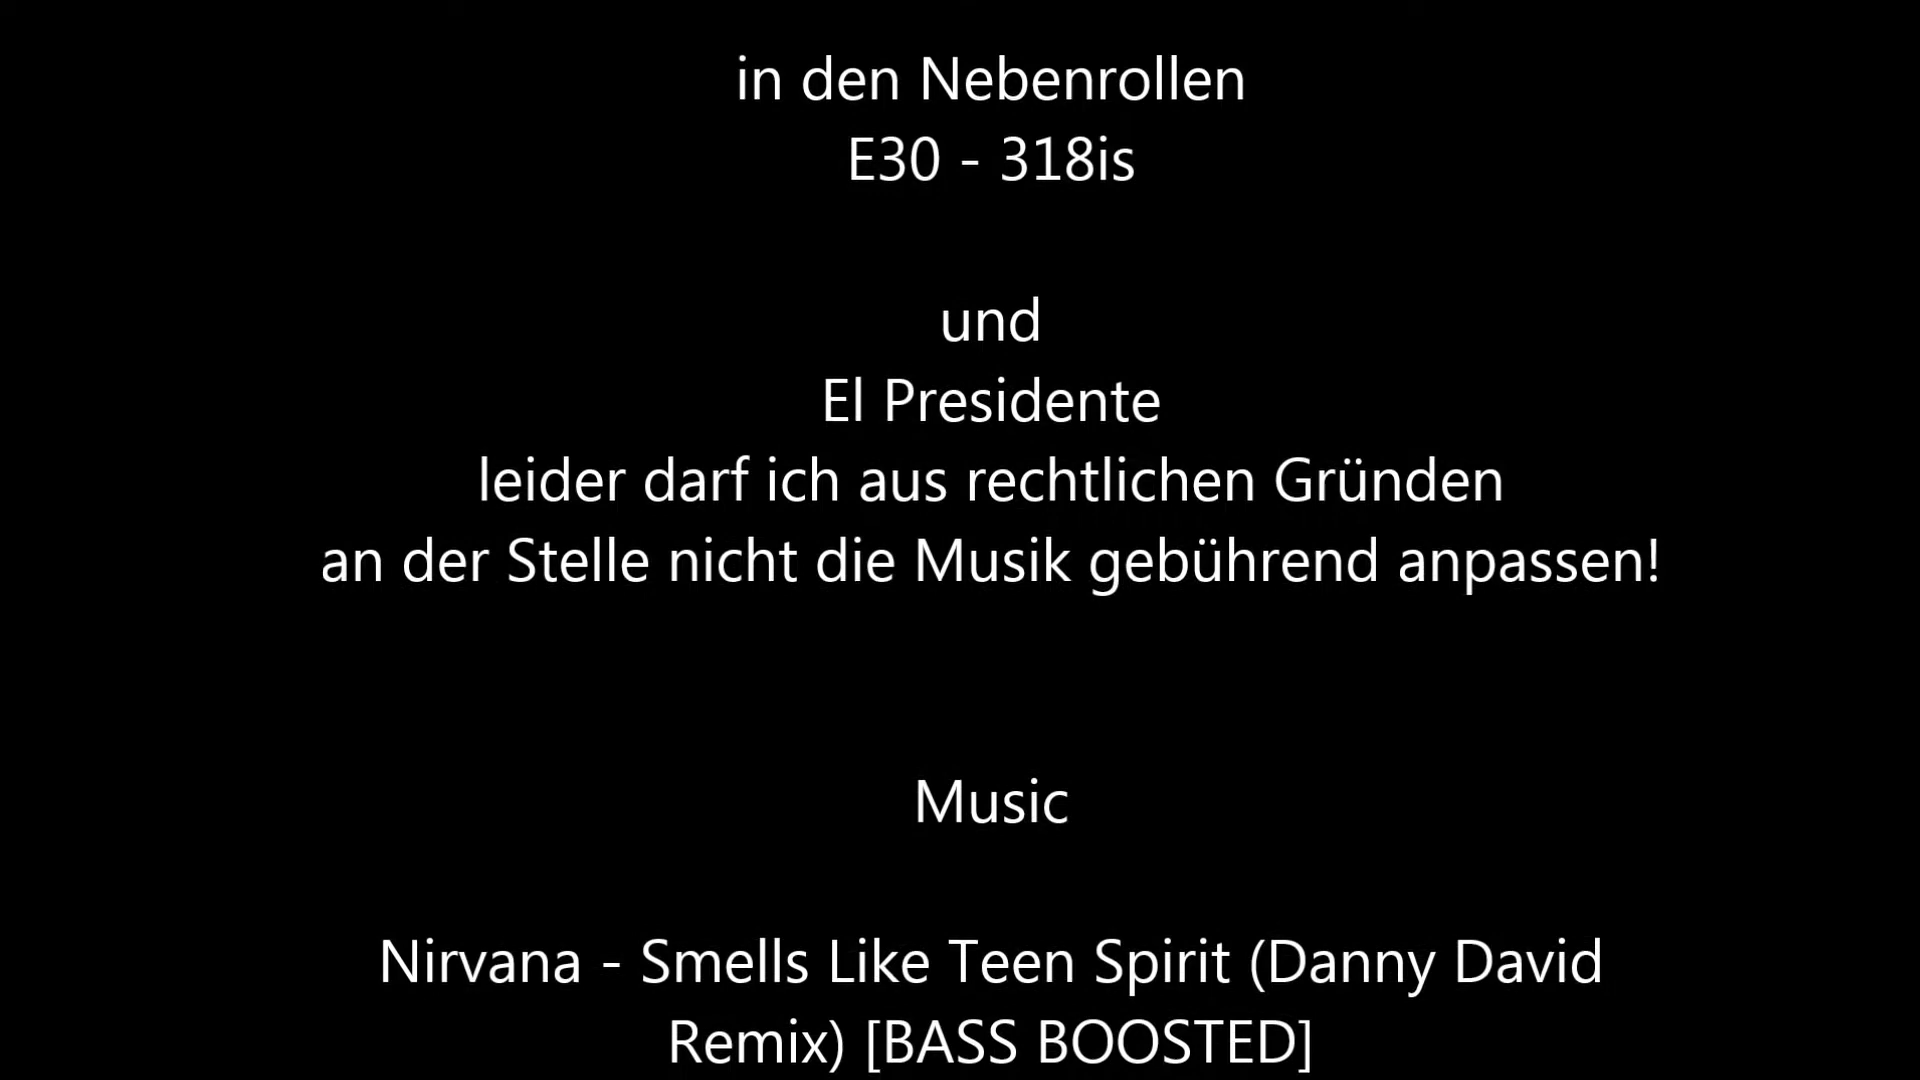 in den Nebenrollen
E30 - 318is
und
El Presidente
leider darf ich aus rechtlichen Gründen
an der Stelle nicht die Musik gebührend anpassen!
Music
Nirvana - Smells Like Teen Spirit (Danny David
Remix) [BASS BOOSTED]